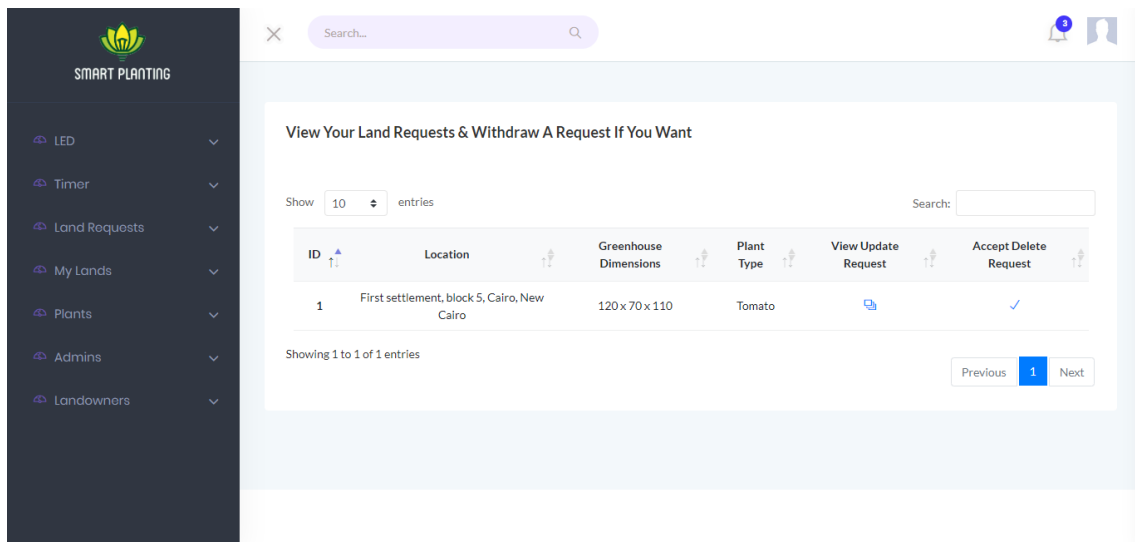 SMART PLANTING
LED
Timer
Land Requests
My Lands
Plants
Admins
Landowners
Search...
3
View Your Land Requests & Withdraw A Request If You Want
Show 10 entries
Search:
ID
Location
Greenhouse
Dimensions
Plant
Type
View Update
Request
Accept Delete
Request
1
First settlement, block 5, Cairo, New
Cairo
120 x 70 x 110
Tomato
Showing 1 to 1 of 1 entries
Previous 1 Next